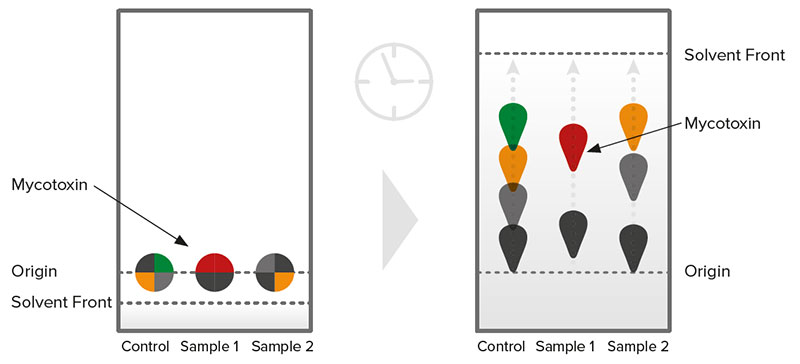 Mycotoxin
Origin
Solvent Front
Control Sample 1 Sample 2
Solvent Front
Mycotoxin
Origin
Control Sample 1 Sample 2